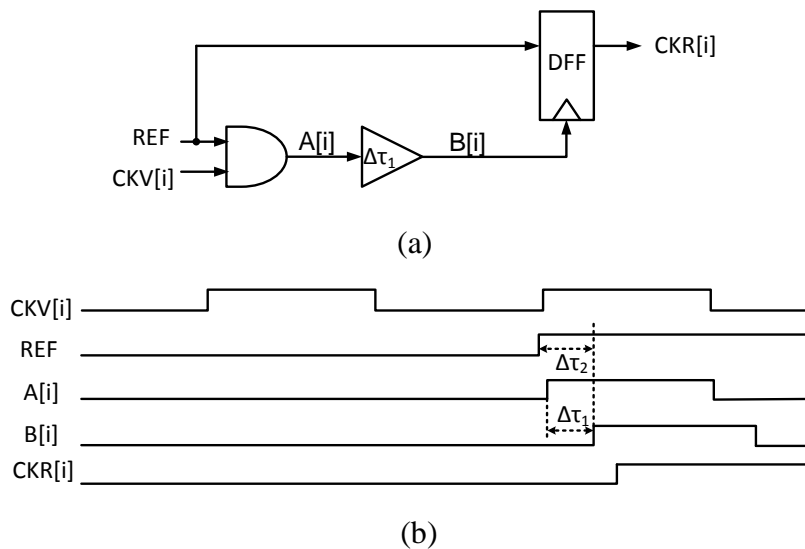 CKR[i]
DFF
REF
A[i]
B[i]
Δτ1
CKV[i]
(a)
CKV[i]
REF
Δτ2
A[i]
Δτ1
B[i]
CKR[i]
(b)